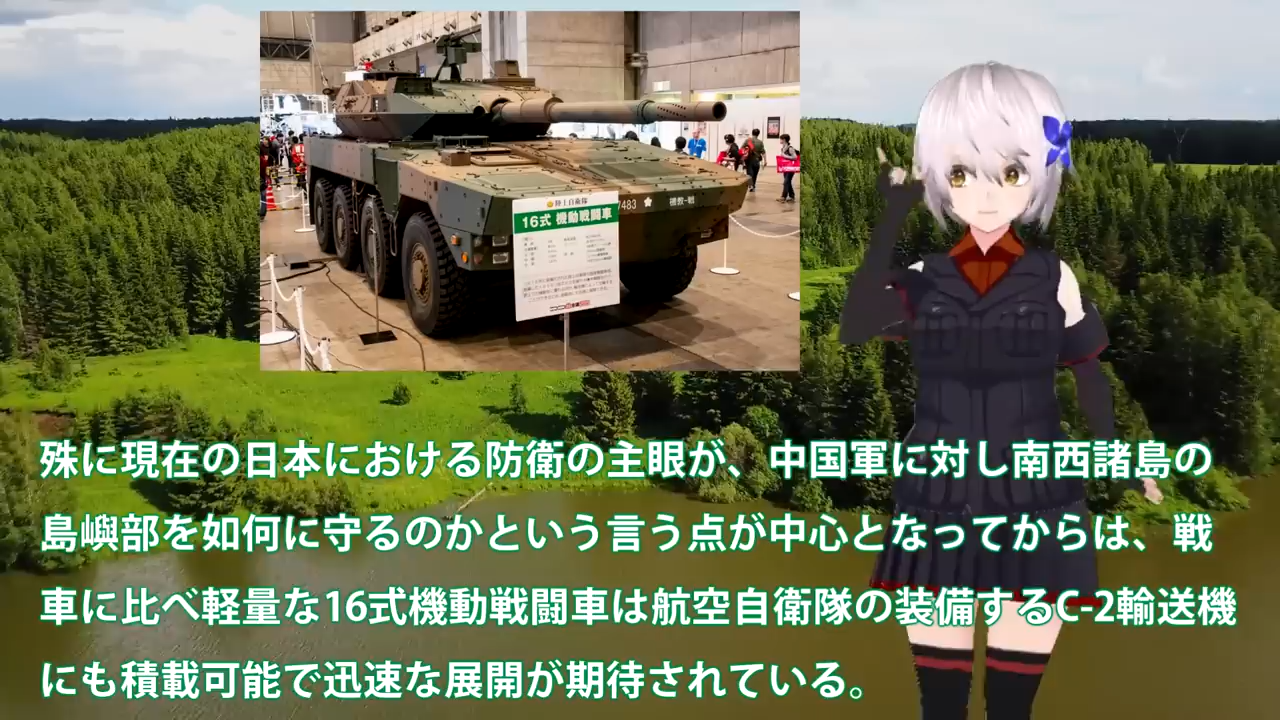 陸上自衛隊
16式 機動戦闘車
7483
機教-戦
殊に現在の日本における防衛の主眼が、中国軍に対し南西諸島の
島嶼部を如何に守るのかという言う点が中心となってからは、戦
車に比べ軽量な16式機動戦闘車は航空自衛隊の装備するC-2輸送機
にも積載可能で迅速な展開が期待されている。